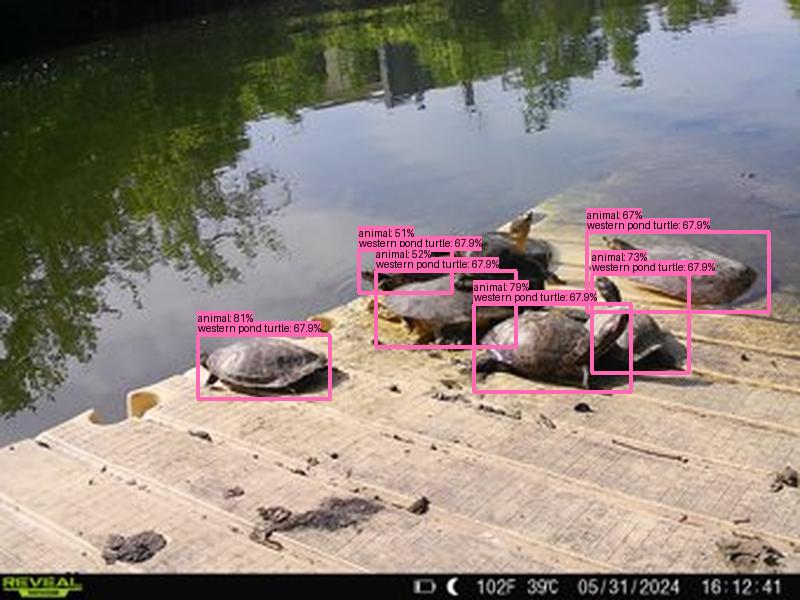 animal: 67%
western pond turtle: 67.9%
animal: 51%
western pond turtle: 67.9%
animal: 52%
western pond turtle: 67.9%
animal: 73%
western pond turtle: 67.9%
animal: 79%
western pond turtle: 67.9%
animal: 81%
western pond turtle: 67.9%
REVEAL 102F 39℃ 05/31/2024 16:12:41